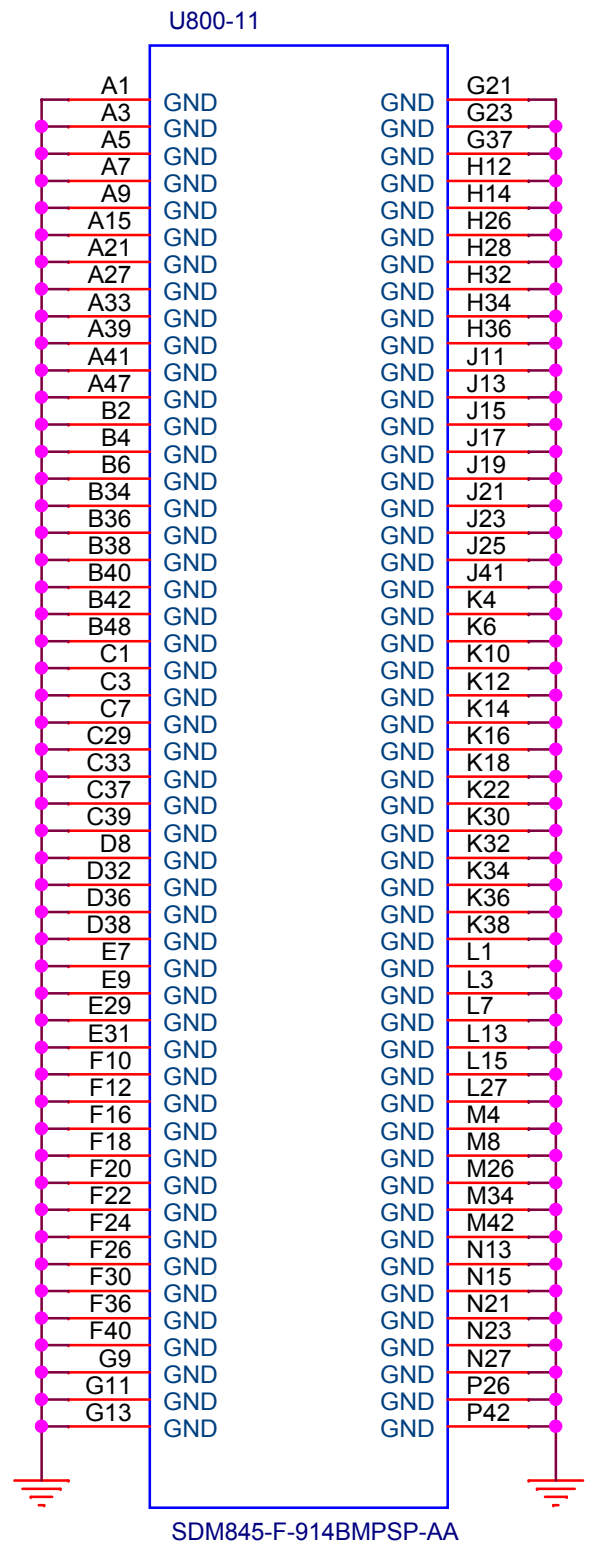 U800-11
A1 GND GND G21
A3 GND GND G23
A5 GND GND G37
A7 GND GND H12
A9 GND GND H14
A15 GND GND H26
A21 GND GND H28
A27 GND GND H32
A33 GND GND H34
A39 GND GND H36
A41 GND GND J11
A47 GND GND J13
B2 GND GND J15
B4 GND GND J17
B6 GND GND J19
B34 GND GND J21
B36 GND GND J23
B38 GND GND J25
B40 GND GND J41
B42 GND GND K4
B48 GND GND K6
C1 GND GND K10
C3 GND GND K12
C7 GND GND K14
C29 GND GND K16
C33 GND GND K18
C37 GND GND K22
C39 GND GND K30
D8 GND GND K32
D32 GND GND K34
D36 GND GND K36
D38 GND GND K38
E7 GND GND L1
E9 GND GND L3
E29 GND GND L7
E31 GND GND L13
F10 GND GND L15
F12 GND GND L27
F16 GND GND M4
F18 GND GND M8
F20 GND GND M26
F22 GND GND M34
F24 GND GND M42
F26 GND GND N13
F30 GND GND N15
F36 GND GND N21
F40 GND GND N23
G9 GND GND N27
G11 GND GND P26
G13 GND GND P42
SDM845-F-914BMPSP-AA